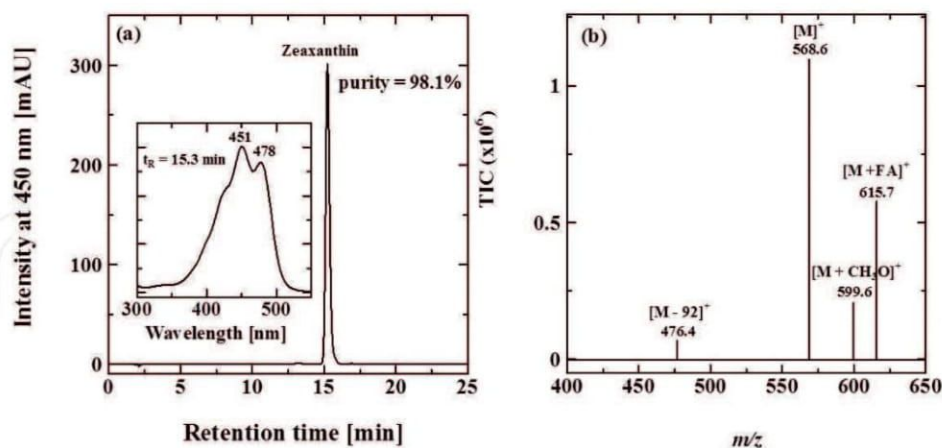 (a)
Zeaxanthin
purity = 98.1%
300
200
100
0
Intensity at 450 nm [mAU]
t_R = 15.3 min
451
478
300 400 500
Wavelength [nm]
0 5 10 15 20 25
Retention time [min]
(b)
[M]⁺
568.6
[M +FA]⁺
615.7
[M + CH₃O]⁺
599.6
[M - 92]⁺
476.4
1
0.5
0
TIC (x10⁶)
400 450 500 550 600 650
m/z